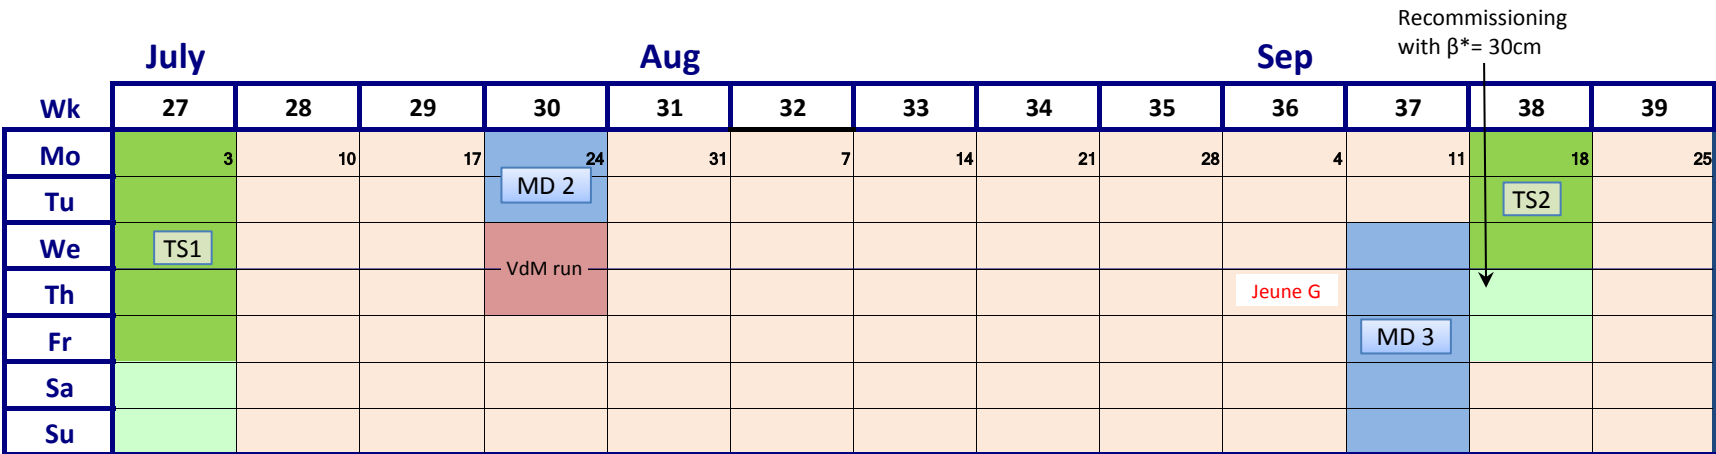 Recommissioning
with β*= 30cm
July Aug Sep
Wk 27 28 29 30 31 32 33 34 35 36 37 38 39
Mo 3 10 17 24 31 7 14 21 28 4 11 18 25
MD 2
Tu TS2
We TS1
VdM run
Th Jeune G
Fr MD 3
Sa
Su